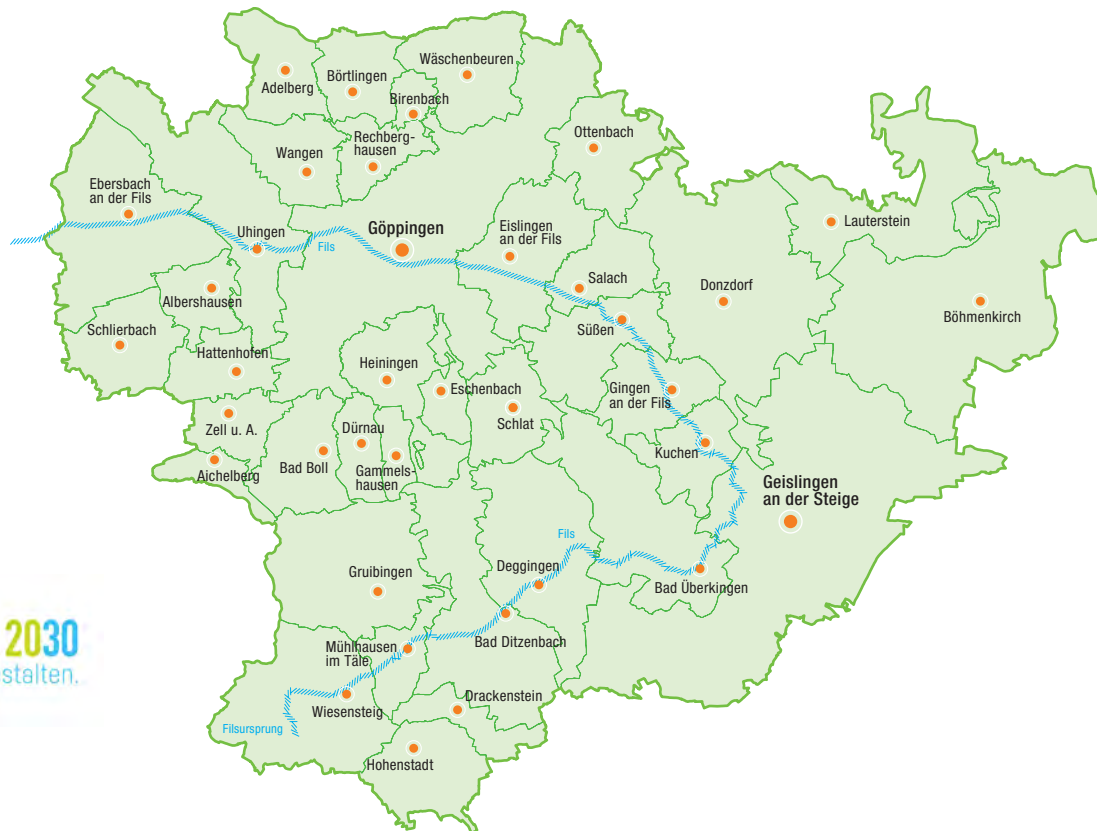 Wäschenbeuren
Börtlingen
Adelberg
Birenbach
Ottenbach
Rechberg-
hausen
Wangen
Ebersbach
an der Fils
Lauterstein
Göppingen
Eislingen
an der Fils
Uhingen
Fils
Salach
Donzdorf
Albershausen
Böhmenkirch
Süßen
Schlierbach
Hattenhofen
Heiningen
Eschenbach
Gingen
an der Fils
Schlat
Zell u. A.
Dürnau
Kuchen
Bad Boll
Gammels-
hausen
Aichelberg
Geislingen
an der Steige
Fils
Deggingen
Gruibingen
Bad Überkingen
2030
stalten.
Mühlhausen
im Täle
Bad Ditzenbach
Drackenstein
Wiesensteig
Filsursprung
Hohenstadt